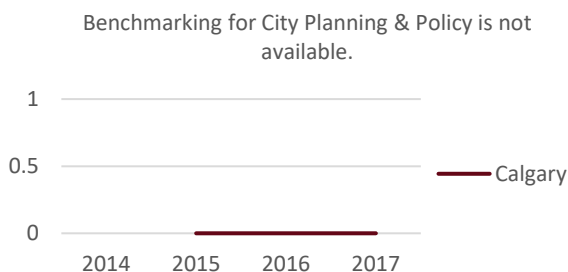 Benchmarking for City Planning & Policy is not
available.
1
0.5
0
Calgary
2014 2015 2016 2017